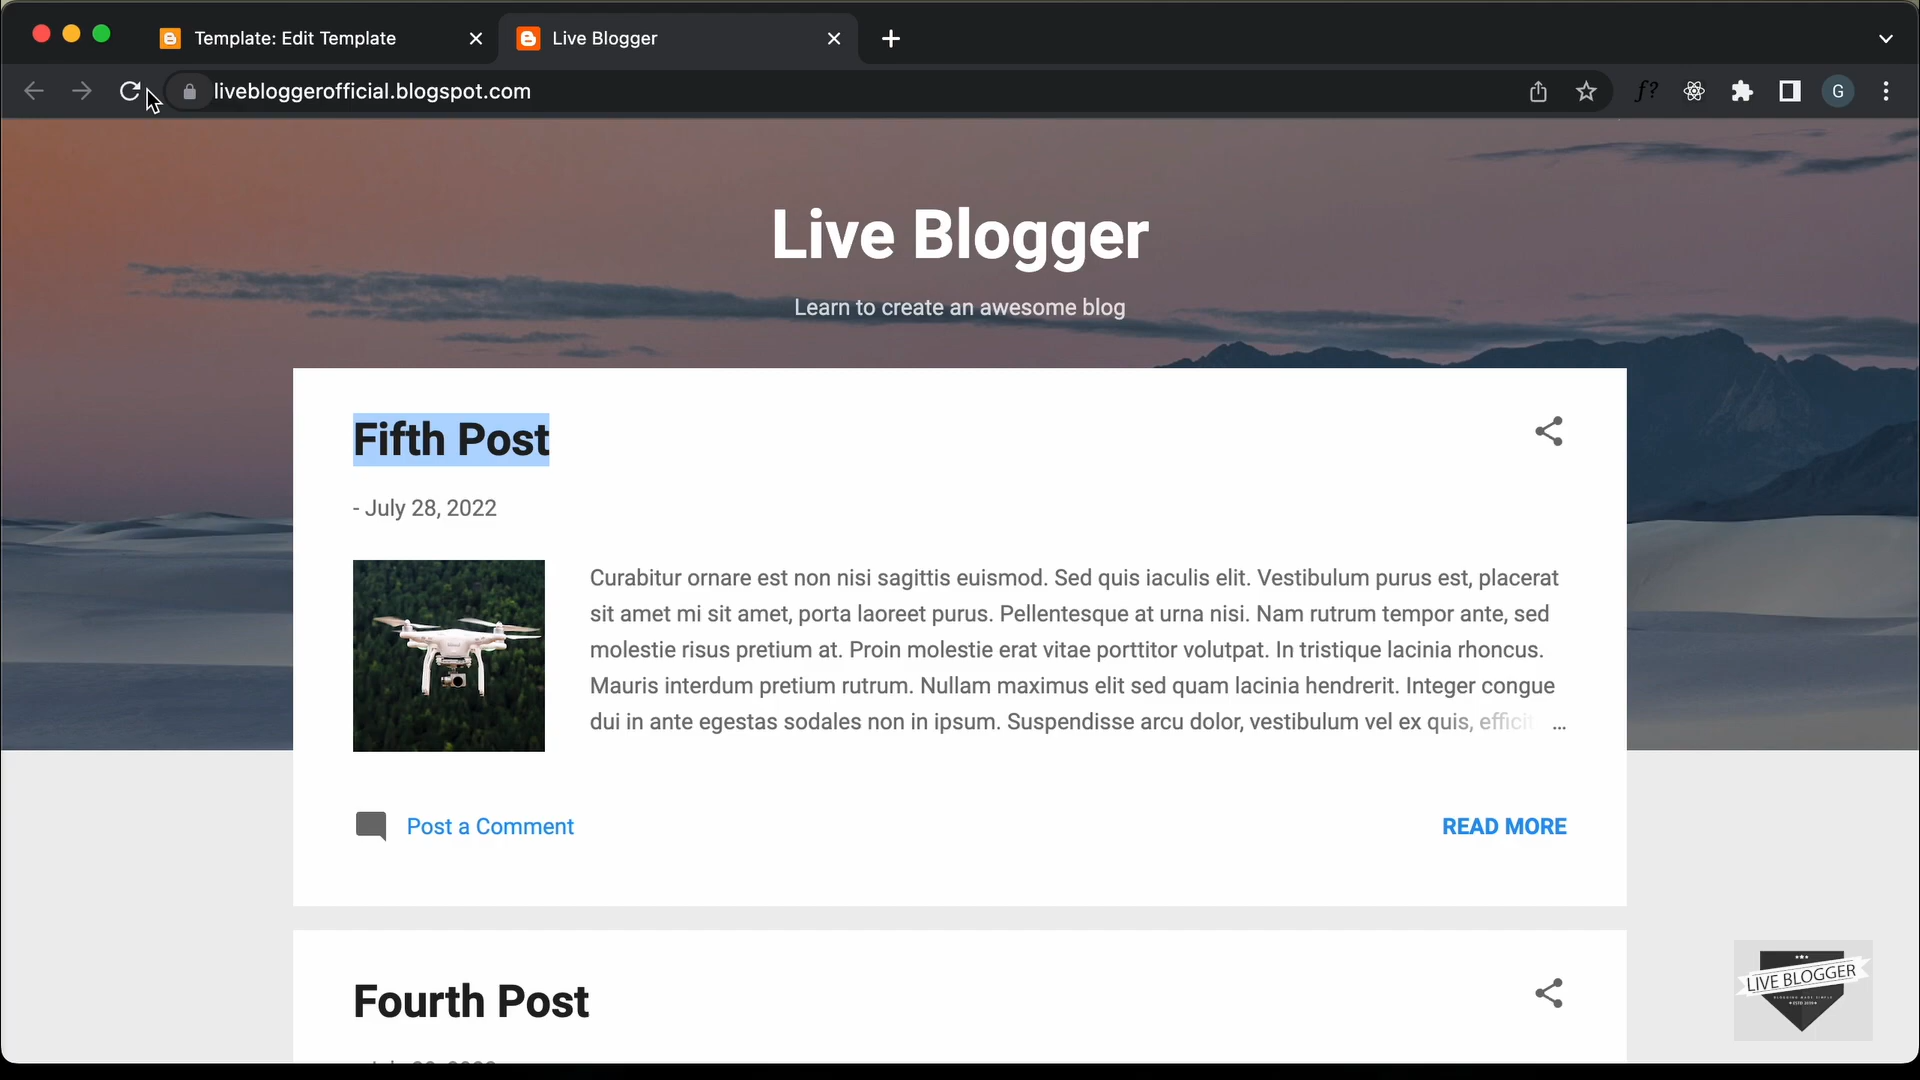 Template: Edit Template
Live Blogger
livebloggerofficial.blogspot.com
f?
G
Live Blogger
Learn to create an awesome blog
Fifth Post
- July 28, 2022
Curabitur ornare est non nisi sagittis euismod. Sed quis iaculis elit. Vestibulum purus est, placerat
sit amet mi sit amet, porta laoreet purus. Pellentesque at urna nisi. Nam rutrum tempor ante, sed
molestie risus pretium at. Proin molestie erat vitae porttitor volutpat. In tristique lacinia rhoncus.
Mauris interdum pretium rutrum. Nullam maximus elit sed quam lacinia hendrerit. Integer congue
dui in ante egestas sodales non in ipsum. Suspendisse arcu dolor, vestibulum vel ex quis, efficit ...
Post a Comment
READ MORE
Fourth Post
LIVE BLOGGER